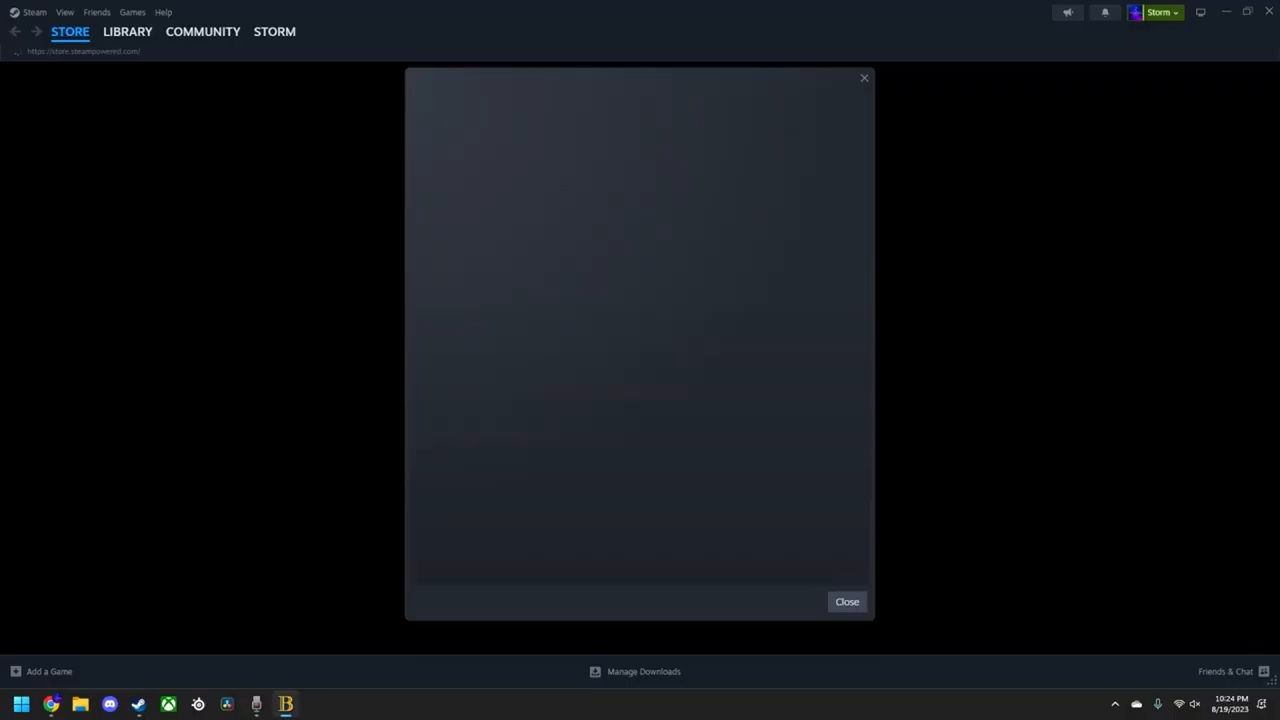 Steam View Friends Games Help
Storm
STORE LIBRARY COMMUNITY STORM
https://store.steampowered.com/
Close
Add a Game
Manage Downloads
Friends & Chat
B
10:24 PM
8/19/2023